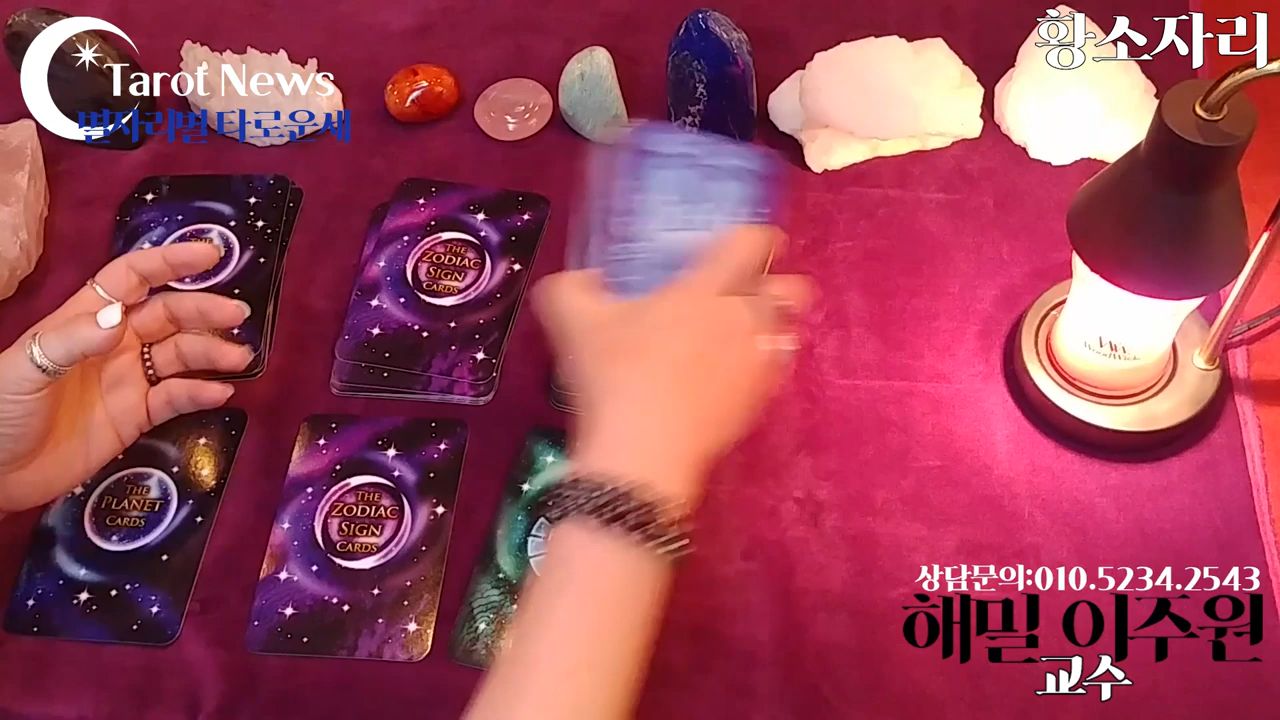 황소자리
Tarot News
별자리별 타로운세
THE
ZODIAC
SIGN
CARDS
THE
PLANET
CARDS
THE
ZODIAC
SIGN
CARDS
WoodWick
상담문의:010.5234.2543
해밀 이주원
교수